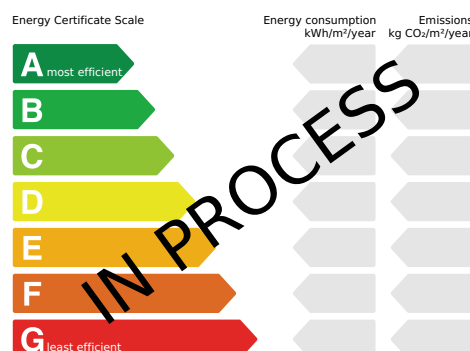 Energy Certificate Scale
Energy consumption
kWh/m²/year
Emissions
kg CO₂/m²/year
A most efficient
B
C
D
E
F
G least efficient
IN PROCESS